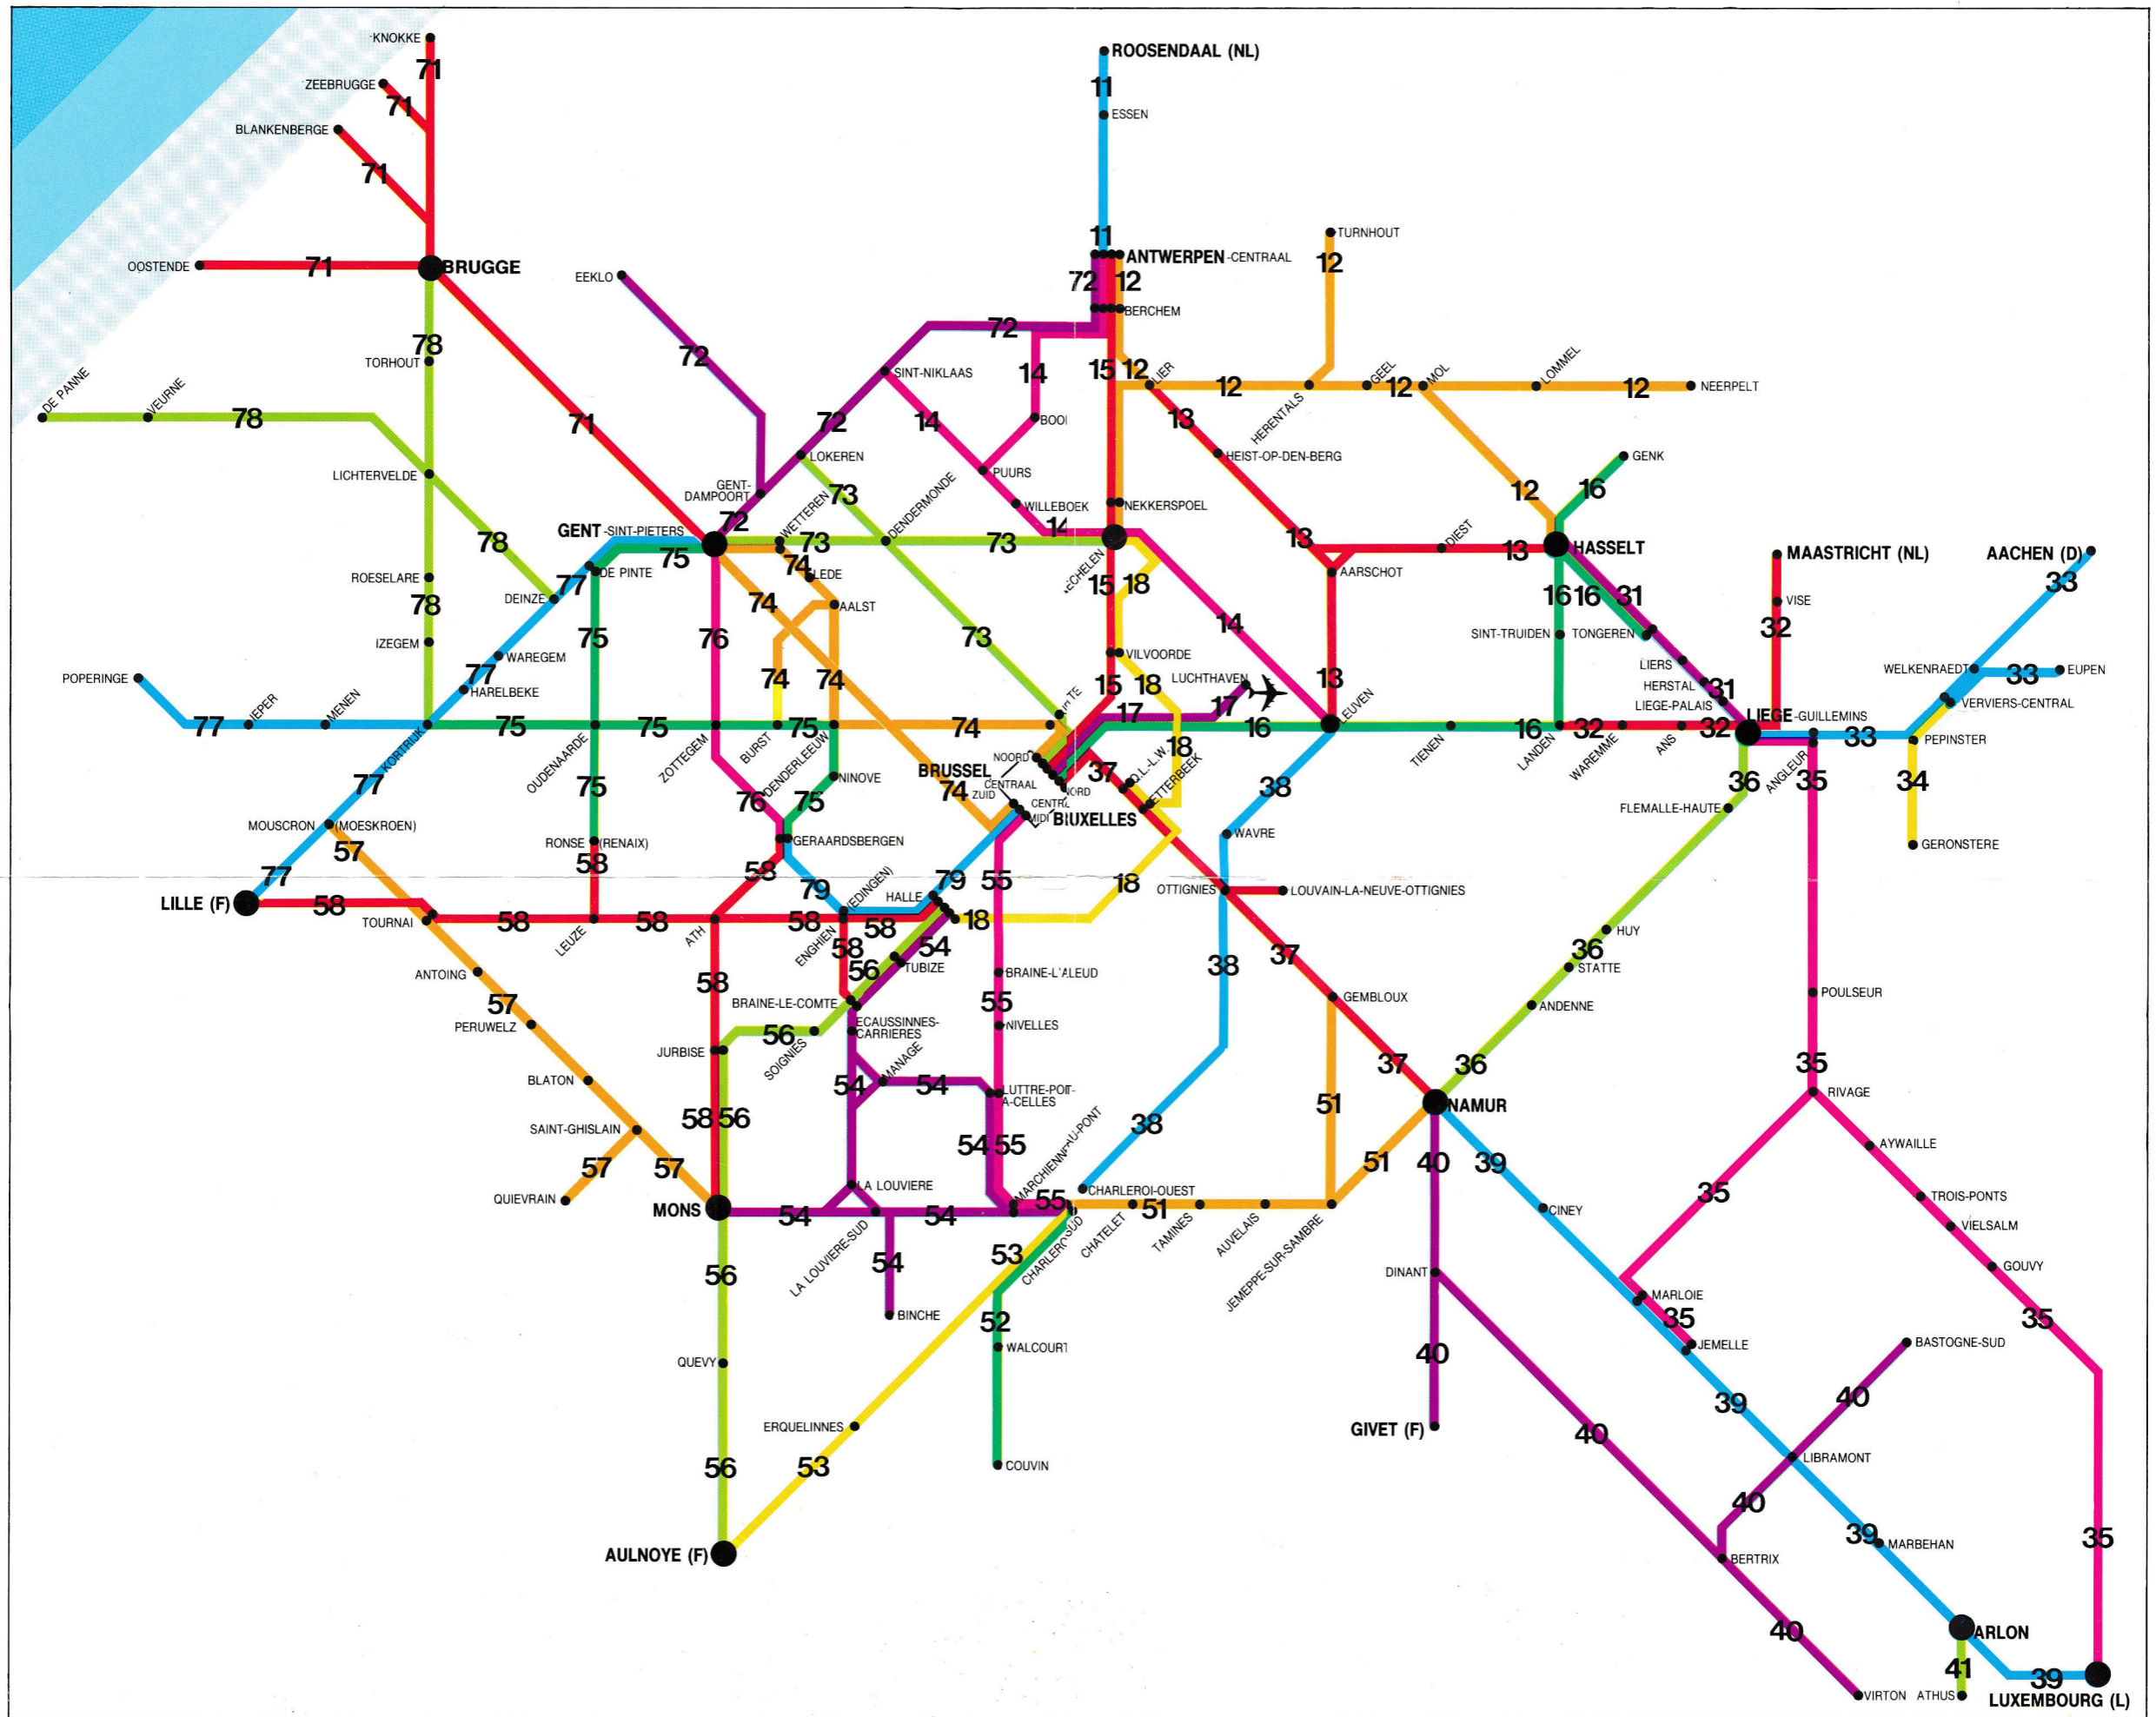 KNOKKE
71
ZEEBRUGGE
71
BLANKENBERGE
71
OOSTENDE
71
BRUGGE
ROOSENDAAL (NL)
11
ESSEN
11
ANTWERPEN-CENTRAAL
72
12
BERCHEM
TURNHOUT
12
EEKLO
72
72
14
15
12
LIER
12
GEEL
12
MOL
LOMMEL
12
NEERPELT
HERENTALS
78
TORHOUT
DE PANNE
VEURNE
78
71
SINT-NIKLAAS
14
72
13
HEIST-OP-DEN-BERG
LICHTERVELDE
LOKEREN
PUURS
GENK
GENT-
DAMPOORT
73
WETTEREN
DENDERMONDE
WILLEBOEK
NEKKERSPOEL
12
16
72
14
GENT-SINT-PIETERS
78
75
73
73
13
DIEST
13
HASSELT
MAASTRICHT (NL)
AACHEN (D)
ROESELARE
DE PINTE
77
74
LEDE
15
18
AARSCHOT
16
16
31
33
DEINZE
78
74
AALST
VISE
IZEGEM
75
76
73
14
SINT-TRUIDEN
TONGEREN
32
WAREGEM
VILVOORDE
LIERS
WELKENRAEDT
33
EUPEN
POPERINGE
77
HARELBEKE
74
74
15
18
LUCHTHAVEN
13
HERSTAL
31
VERVIERS-CENTRAL
77
IEPER
MENEN
KORTRIJK
75
75
75
74
17
17
16
LEUVEN
LIEGE-PALAIS
LIEGE-GUILLEMINS
OUDENAARDE
ZOTTEGEM
BURST
DENDERLEEUW
18
TIENEN
16
LANDEN
32
WAREMME
ANS
32
ANGLEUR
33
PEPINSTER
77
75
76
75
NINOVE
74
BRUSSEL
NOORD
CENTRAAL
ZUID
NORD
MIDI
BRUXELLES
37
Q.L.-L.W.
38
36
35
34
FLEMALLE-HAUTE
MOUSCRON (MOESKROEN)
57
RONSE (RENAIX)
58
GERAARDSBERGEN
WAVRE
GERONSTERE
77
58
79
(EDINGEN)
HALLE
79
55
18
OTTIGNIES
LOUVAIN-LA-NEUVE-OTTIGNIES
LILLE (F)
58
TOURNAI
58
LEUZE
58
ATH
58
ENGHIEN
58
18
HUY
58
54
56
TUBIZE
37
36
STATTE
ANTOING
58
BRAINE-L'ALEUD
38
57
BRAINE-LE-COMTE
55
GEMBLOUX
ANDENNE
POULSEUR
PERUWELZ
56
ECAUSSINNES-
CARRIERES
NIVELLES
JURBISE
SOIGNIES
MANAGE
37
36
35
BLATON
54
54
RIVAGE
NAMUR
58
56
38
51
SAINT-GHISLAIN
54
55
AYWAILLE
57
57
51
40
39
QUIEVRAIN
LA LOUVIERE
55
CHARLEROI-OUEST
35
TROIS-PONTS
MONS
54
LA LOUVIERE-SUD
54
CHATELET
51
TAMINES
AUVELAIS
JEMEPPE-SUR-SAMBRE
CINEY
VIELSALM
56
54
53
DINANT
GOUVY
BINCHE
52
MARLOIE
35
35
WALCOURT
40
JEMELLE
BASTOGNE-SUD
QUEVY
39
40
ERQUELINNES
GIVET (F)
40
56
53
COUVIN
LIBRAMONT
40
39
MARBEHAN
35
AULNOYE (F)
BERTRIX
40
ARLON
41
39
VIRTON
ATHUS
LUXEMBOURG (L)